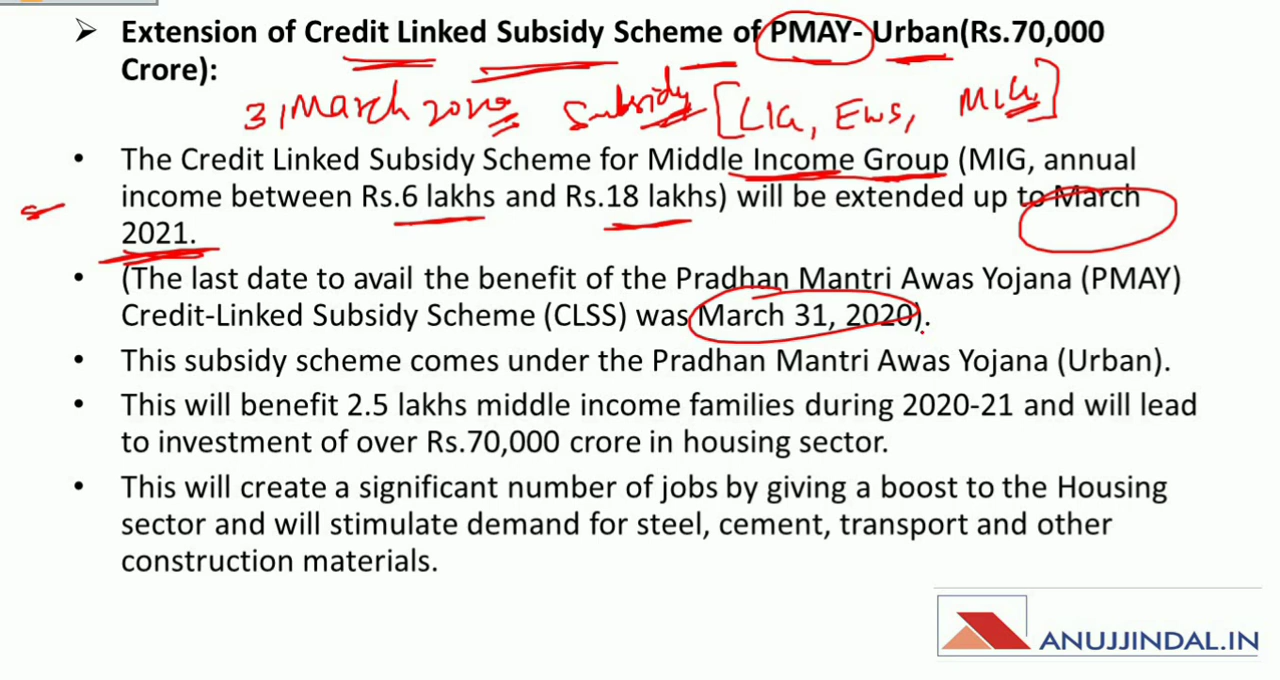 ➤ Extension of Credit Linked Subsidy Scheme of PMAY- Urban(Rs.70,000
Crore):
31 March 2020 Subsidy [LIG, EWS, MIG]
• The Credit Linked Subsidy Scheme for Middle Income Group (MIG, annual
income between Rs.6 lakhs and Rs.18 lakhs) will be extended up to March
2021.
• (The last date to avail the benefit of the Pradhan Mantri Awas Yojana (PMAY)
Credit-Linked Subsidy Scheme (CLSS) was March 31, 2020).
• This subsidy scheme comes under the Pradhan Mantri Awas Yojana (Urban).
• This will benefit 2.5 lakhs middle income families during 2020-21 and will lead
to investment of over Rs.70,000 crore in housing sector.
• This will create a significant number of jobs by giving a boost to the Housing
sector and will stimulate demand for steel, cement, transport and other
construction materials.
ANUJJINDAL.IN